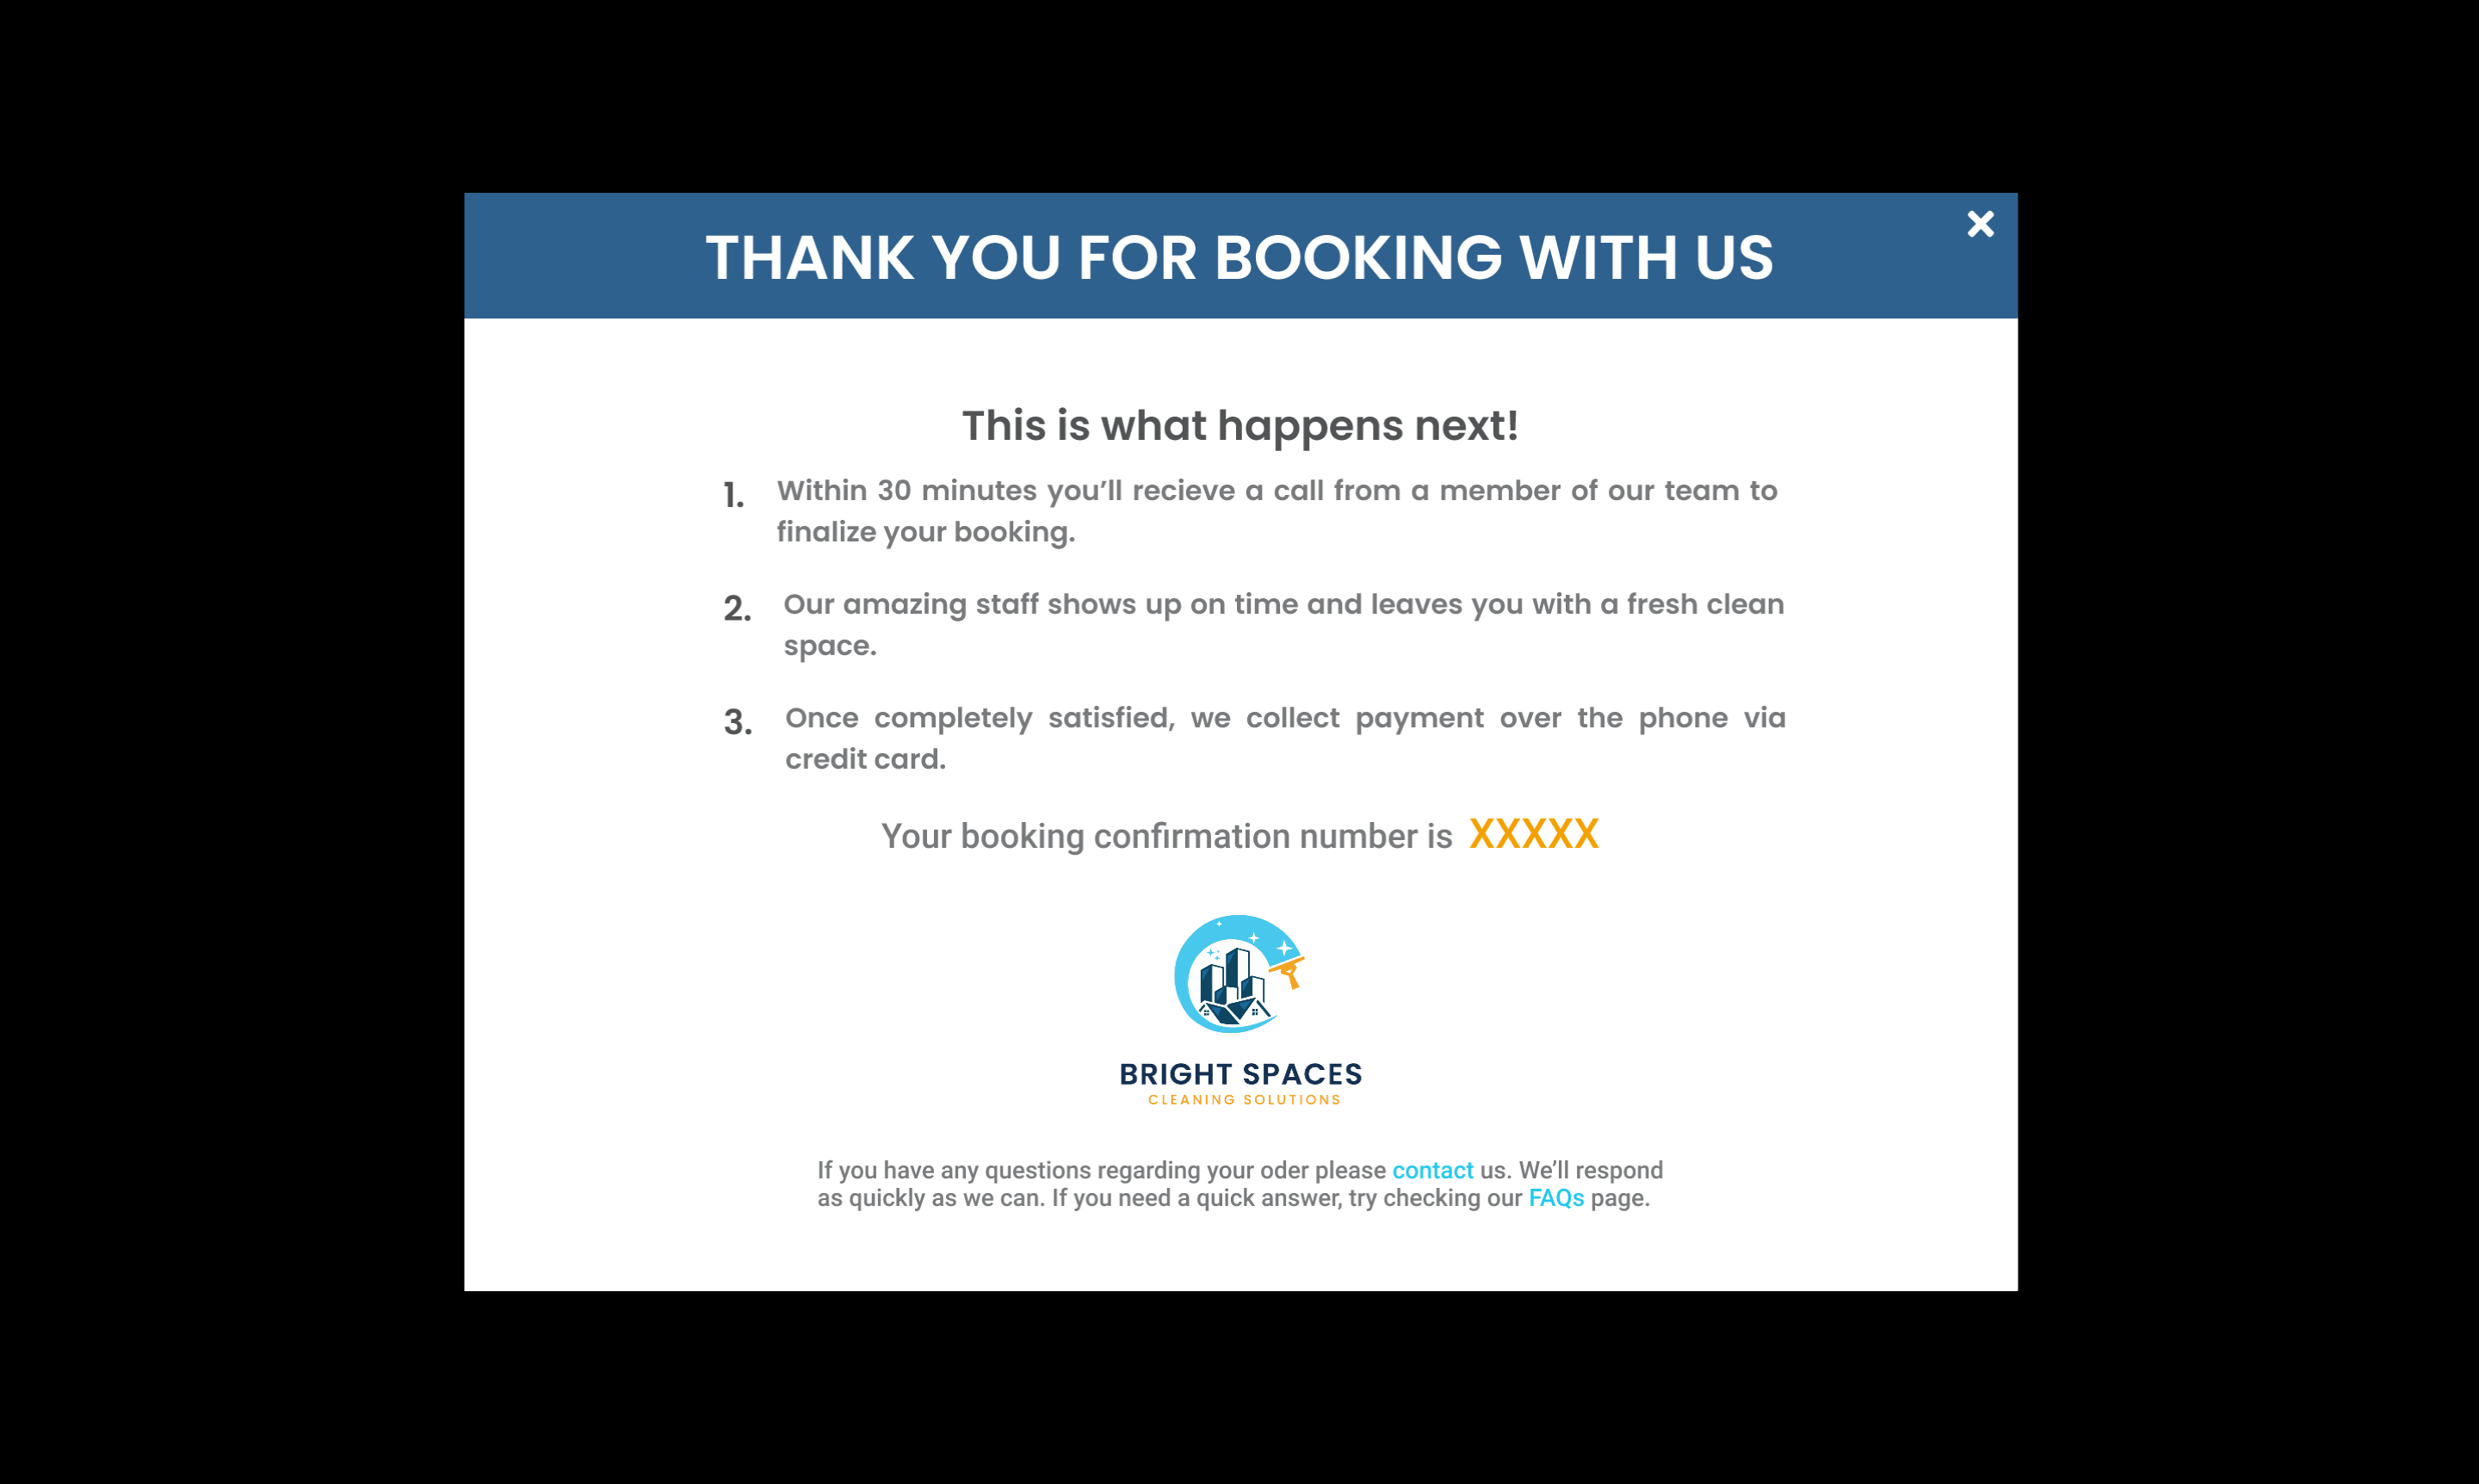 THANK YOU FOR BOOKING WITH US
This is what happens next!
1. Within 30 minutes you’ll recieve a call from a member of our team to
finalize your booking.
2. Our amazing staff shows up on time and leaves you with a fresh clean
space.
3. Once completely satisfied, we collect payment over the phone via
credit card.
Your booking confirmation number is XXXXX
BRIGHT SPACES
CLEANING SOLUTIONS
If you have any questions regarding your oder please contact us. We’ll respond
as quickly as we can. If you need a quick answer, try checking our FAQs page.